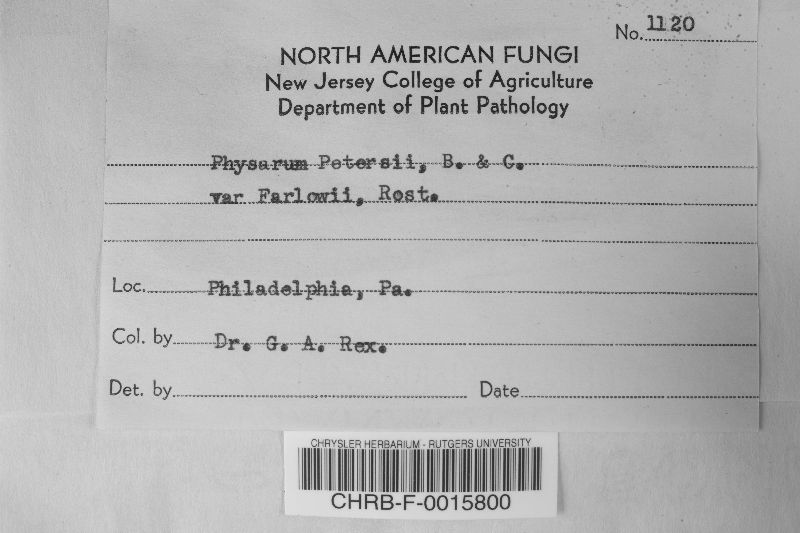 No. 1120
NORTH AMERICAN FUNGI
New Jersey College of Agriculture
Department of Plant Pathology
Physarum Petersii, B. & C.
var Farlowii, Rost.
Loc. Philadelphia, Pa.
Col. by Dr. G. A. Rex.
Det. by Date
CHRYSLER HERBARIUM - RUTGERS UNIVERSITY
CHRB-F-0015800